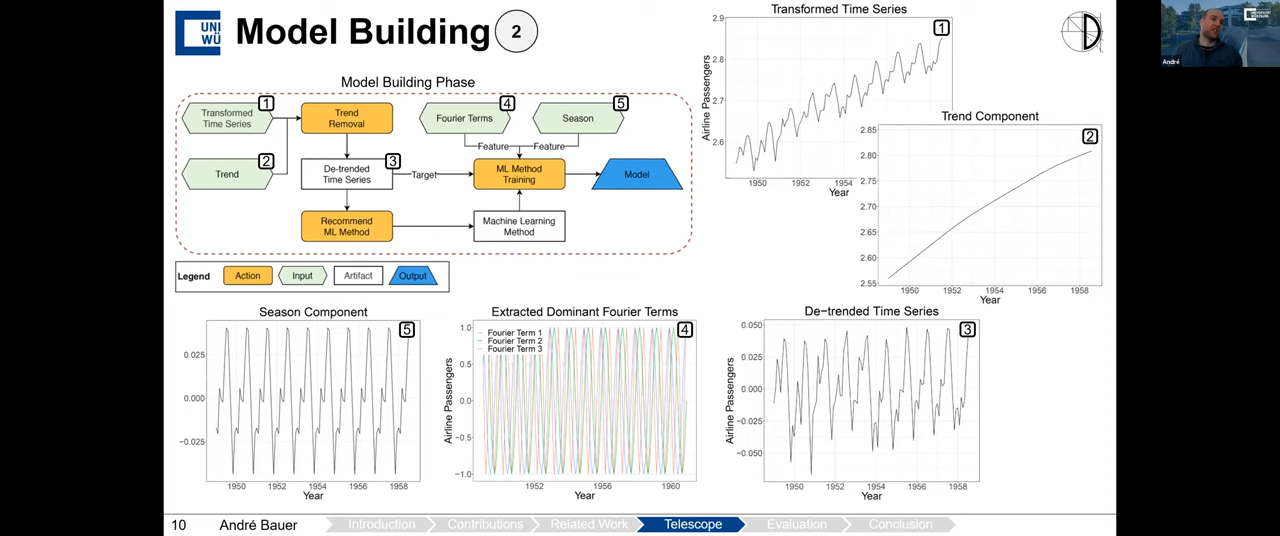 UNI
WÜ
Model Building
2
Model Building Phase
1
Transformed
Time Series
Trend
Removal
4
Fourier Terms
5
Season
Feature
Feature
2
Trend
3
De-trended
Time Series
Target
ML Method
Training
Model
Recommend
ML Method
Machine Learning
Method
Legend
Action
Input
Artifact
Output
Transformed Time Series
1
2.9
2.8
2.7
2.6
Airline Passengers
1950
1952
1954
Year
Trend Component
2
2.85
2.80
2.75
2.70
2.65
2.60
2.55
1950
1952
1954
1956
1958
Year
Season Component
5
0.025
0.000
−0.025
1950
1952
1954
1956
1958
Year
Extracted Dominant Fourier Terms
4
Fourier Term 1
Fourier Term 2
Fourier Term 3
1.0
0.5
0.0
−0.5
−1.0
Airline Passengers
1952
1954
1956
1958
1960
Year
De−trended Time Series
3
0.050
0.025
0.000
−0.025
−0.050
Airline Passengers
1950
1952
1954
1956
1958
Year
10
André Bauer
Introduction
Contributions
Related Work
Telescope
Evaluation
Conclusion
André